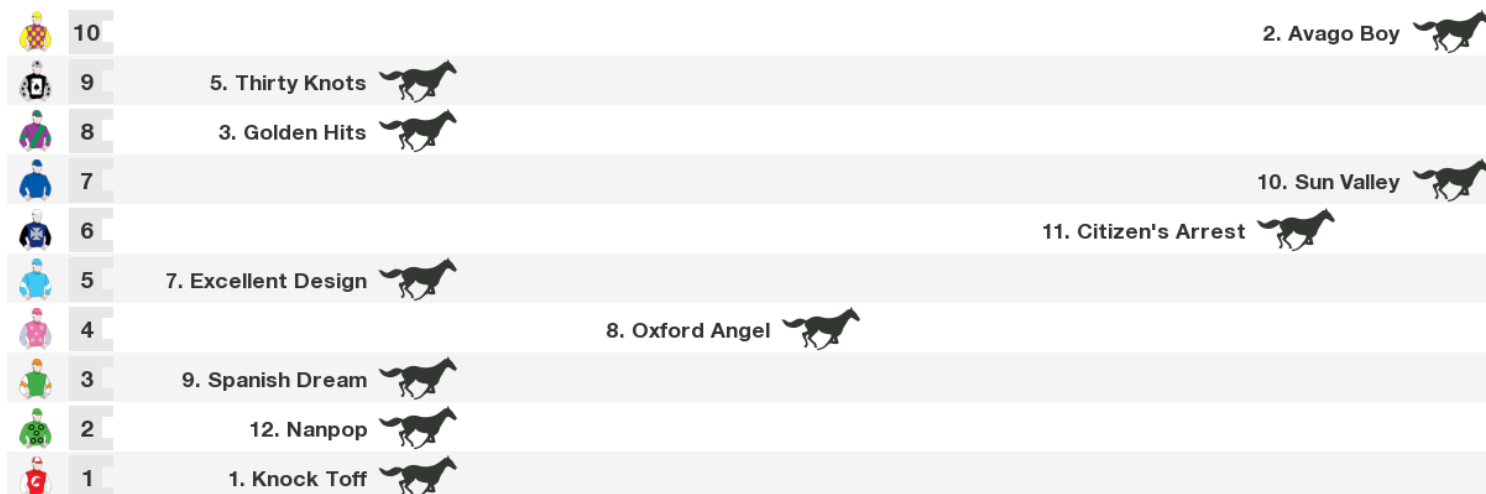 10 2. Avago Boy
9 5. Thirty Knots
8 3. Golden Hits
7 10. Sun Valley
6 11. Citizen's Arrest
5 7. Excellent Design
4 8. Oxford Angel
3 9. Spanish Dream
2 12. Nanpop
1 1. Knock Toff